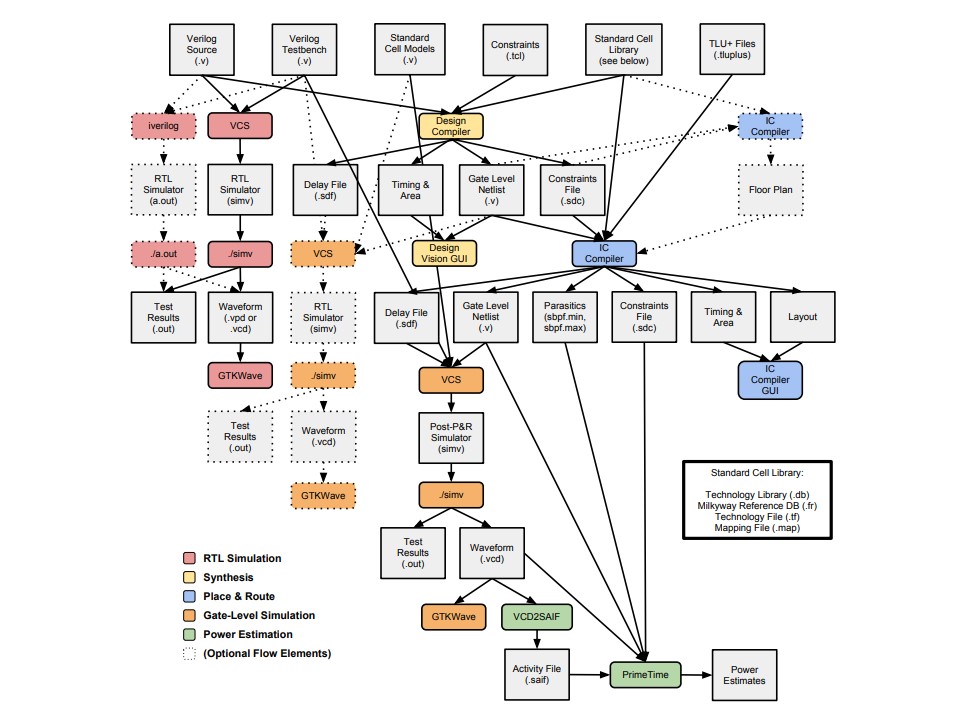 Verilog
Source
(.v)
Verilog
Testbench
(.v)
Standard
Cell Models
(.v)
Constraints
(.tcl)
Standard Cell
Library
(see below)
TLU+ Files
(.tluplus)
iverilog
VCS
Design
Compiler
IC
Compiler
RTL
Simulator
(a.out)
RTL
Simulator
(simv)
Delay File
(.sdf)
Timing &
Area
Gate Level
Netlist
(.v)
Constraints
File
(.sdc)
Floor Plan
./a.out
./simv
VCS
Design
Vision GUI
IC
Compiler
Test
Results
(.out)
Waveform
(.vpd or
.vcd)
RTL
Simulator
(simv)
Delay File
(.sdf)
Gate Level
Netlist
(.v)
Parasitics
(sbpf.min,
sbpf.max)
Constraints
File
(.sdc)
Timing &
Area
Layout
GTKWave
./simv
VCS
IC
Compiler
GUI
Test
Results
(.out)
Waveform
(.vcd)
Post-P&R
Simulator
(simv)
GTKWave
./simv
Standard Cell Library:
Technology Library (.db)
Milkyway Reference DB (.fr)
Technology File (.tf)
Mapping File (.map)
Test
Results
(.out)
Waveform
(.vcd)
RTL Simulation
Synthesis
Place & Route
Gate-Level Simulation
Power Estimation
(Optional Flow Elements)
GTKWave
VCD2SAIF
Activity File
(.saif)
PrimeTime
Power
Estimates